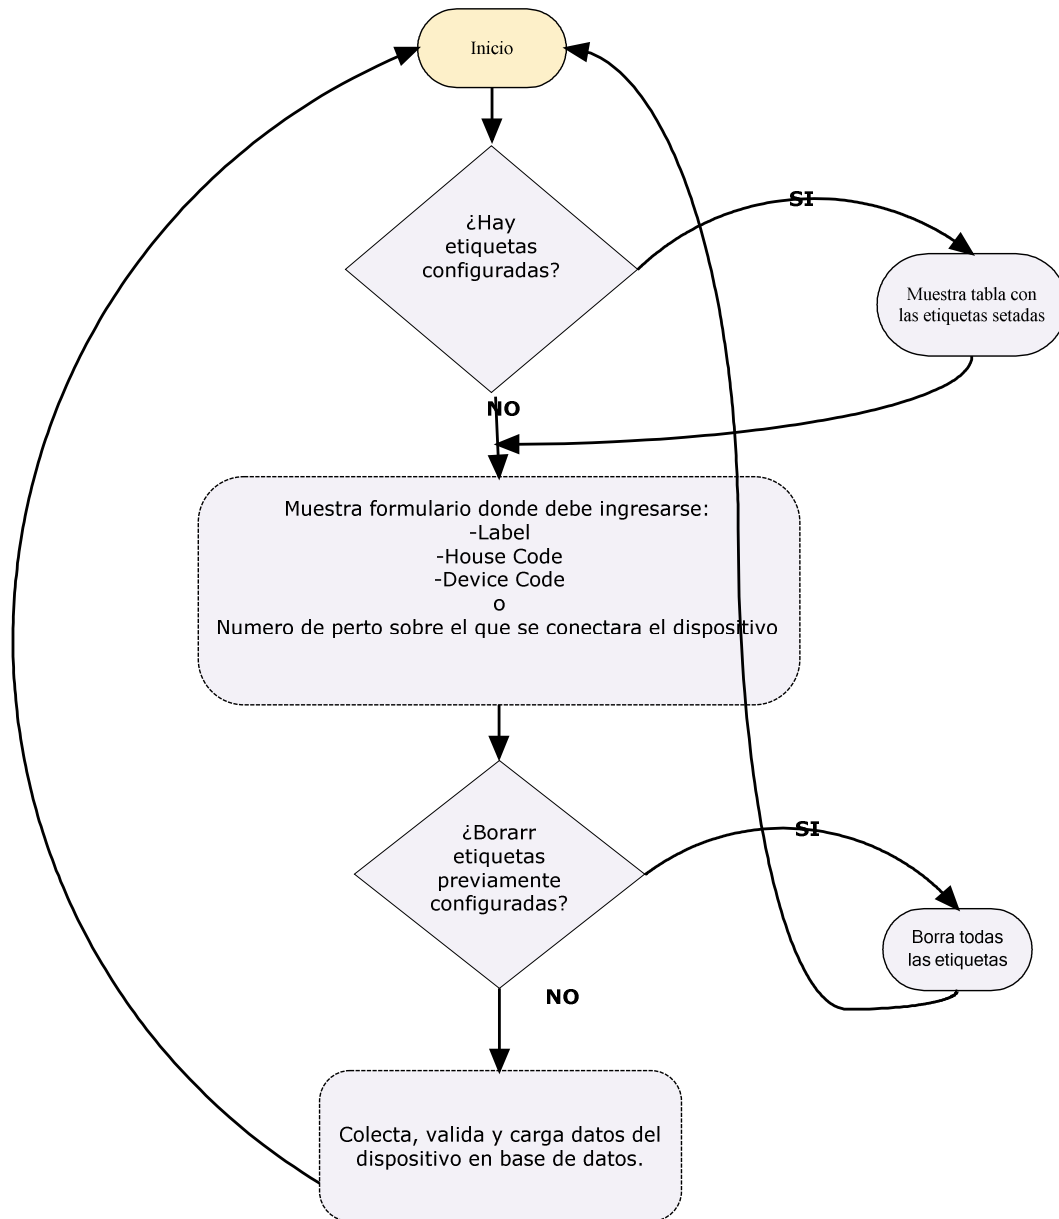 Inicio
¿Hay
etiquetas
configuradas?
SI
Muestra tabla con
las etiquetas setadas
NO
Muestra formulario donde debe ingresarse:
-Label
-House Code
-Device Code
o
Numero de perto sobre el que se conectara el dispositivo
¿Borarr
etiquetas
previamente
configuradas?
SI
Borra todas
las etiquetas
NO
Colecta, valida y carga datos del
dispositivo en base de datos.